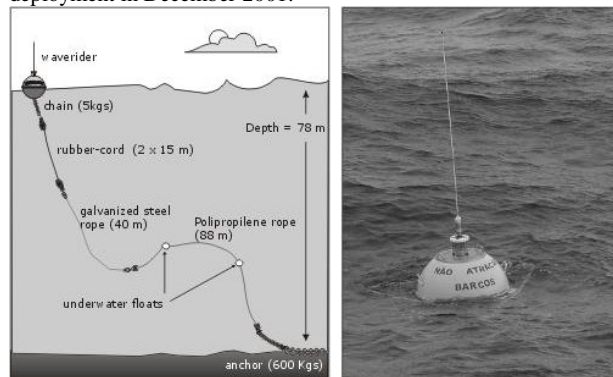 deployment in December 2001.
waverider
chain (5kgs)
Depth = 78 m
rubber-cord (2 x 15 m)
galvanized steel
rope (40 m)
Polipropilene rope
(88 m)
underwater floats
anchor (600 Kgs)
NÃO ATRAC
BARCOS